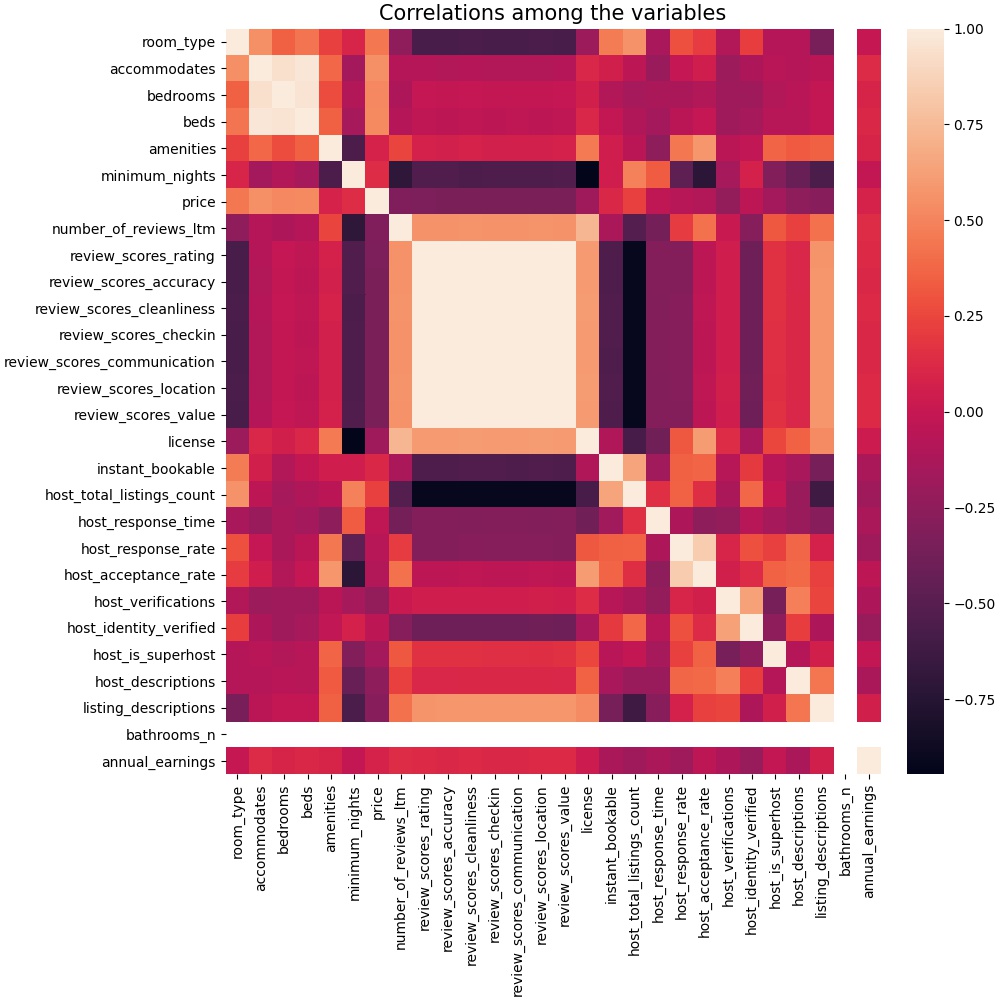 Correlations among the variables
room_type
accommodates
bedrooms
beds
amenities
minimum_nights
price
number_of_reviews_ltm
review_scores_rating
review_scores_accuracy
review_scores_cleanliness
review_scores_checkin
review_scores_communication
review_scores_location
review_scores_value
license
instant_bookable
host_total_listings_count
host_response_time
host_response_rate
host_acceptance_rate
host_verifications
host_identity_verified
host_is_superhost
host_descriptions
listing_descriptions
bathrooms_n
annual_earnings
room_type
accommodates
bedrooms
beds
amenities
minimum_nights
price
number_of_reviews_ltm
review_scores_rating
review_scores_accuracy
review_scores_cleanliness
review_scores_checkin
review_scores_communication
review_scores_location
review_scores_value
license
instant_bookable
host_total_listings_count
host_response_time
host_response_rate
host_acceptance_rate
host_verifications
host_identity_verified
host_is_superhost
host_descriptions
listing_descriptions
bathrooms_n
annual_earnings
1.00
0.75
0.50
0.25
0.00
−0.25
−0.50
−0.75